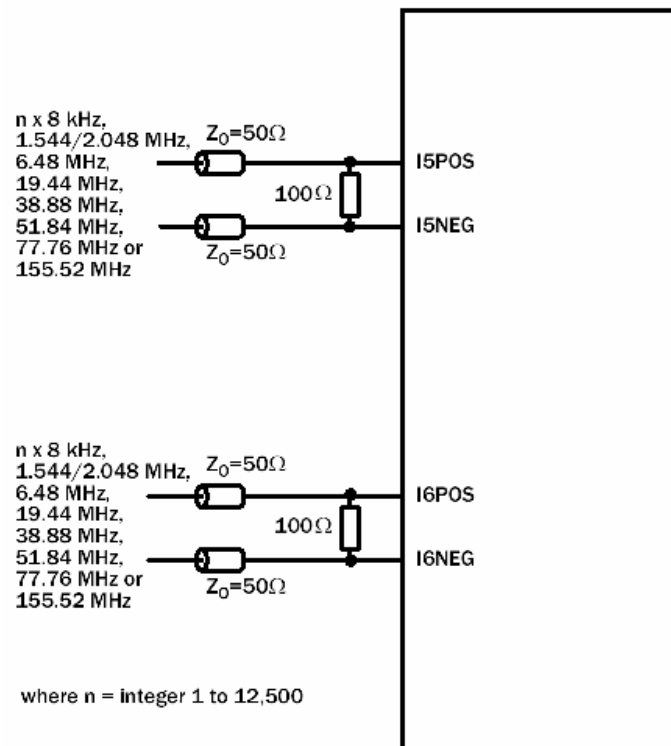 n x 8 kHz,
1.544/2.048 MHz,
6.48 MHz,
19.44 MHz,
38.88 MHz,
51.84 MHz,
77.76 MHz or
155.52 MHz
Z0=50Ω
100Ω
Z0=50Ω
I5POS
I5NEG
n x 8 kHz,
1.544/2.048 MHz,
6.48 MHz,
19.44 MHz,
38.88 MHz,
51.84 MHz,
77.76 MHz or
155.52 MHz
Z0=50Ω
100Ω
Z0=50Ω
I6POS
I6NEG
where n = integer 1 to 12,500